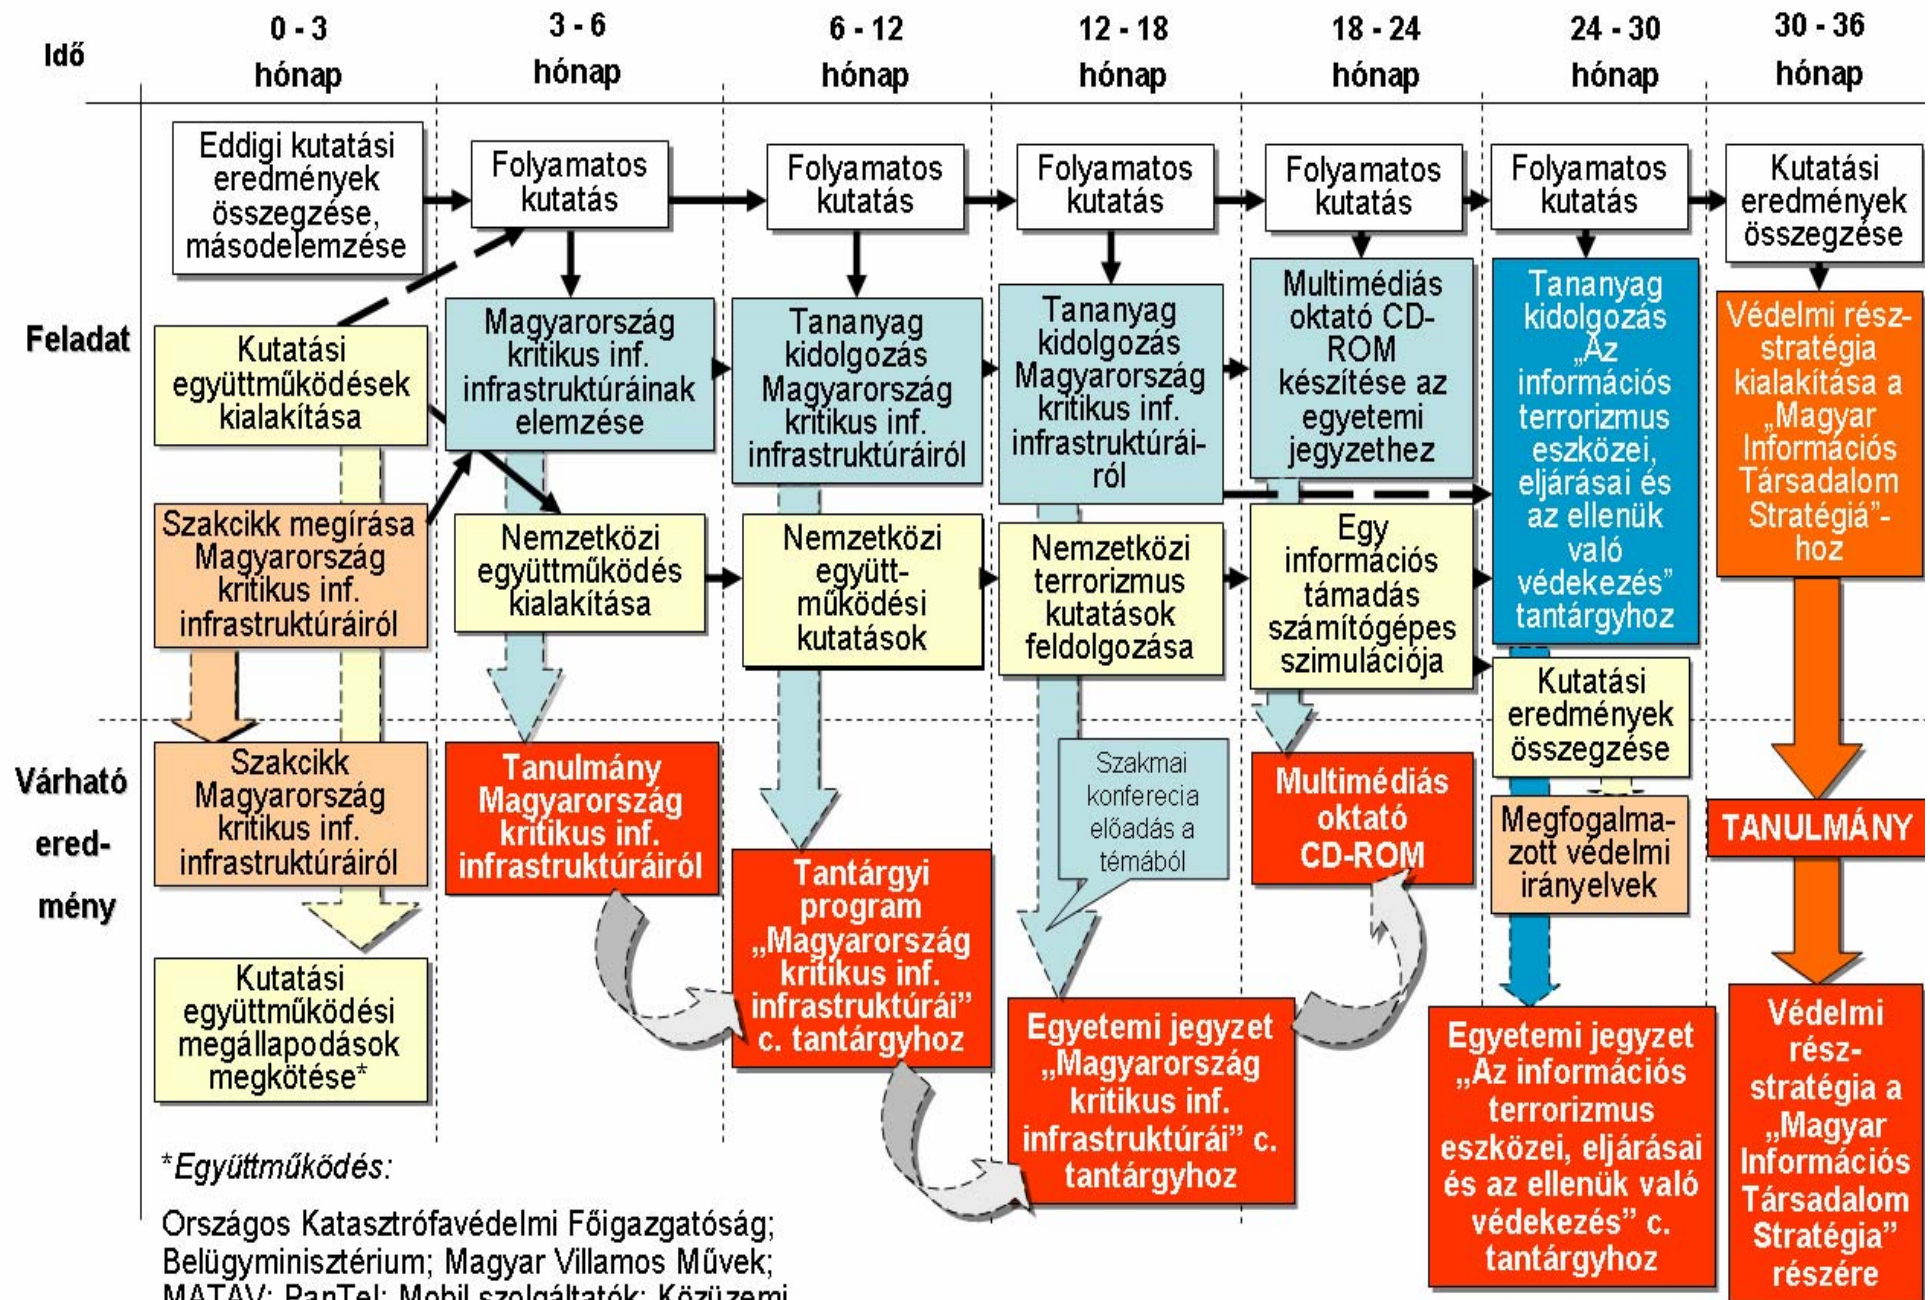 Idő
0 - 3
hónap
3 - 6
hónap
6 - 12
hónap
12 - 18
hónap
18 - 24
hónap
24 - 30
hónap
30 - 36
hónap
Feladat
Eddigi kutatási
eredmények
összegzése,
másodelemzése
Folyamatos
kutatás
Folyamatos
kutatás
Folyamatos
kutatás
Folyamatos
kutatás
Folyamatos
kutatás
Kutatási
eredmények
összegzése
Kutatási
együttműködések
kialakítása
Magyarország
kritikus inf.
infrastruktúráinak
elemzése
Tananyag
kidolgozás
Magyarország
kritikus inf.
infrastruktúráiról
Tananyag
kidolgozás
Magyarország
kritikus inf.
infrastruktúrái-
ról
Multimédiás
oktató CD-
ROM
készítése az
egyetemi
jegyzethez
Tananyag
kidolgozás
„Az
információs
terrorizmus
eszközei,
eljárásai és
az ellenük
való
védekezés”
tantárgyhoz
Védelmi rész-
stratégia
kialakítása a
„Magyar
Információs
Társadalom
Stratégiá”-
hoz
Szakcikk megírása
Magyarország
kritikus inf.
infrastruktúráiról
Nemzetközi
együttműködés
kialakítása
Nemzetközi
együtt-
működési
kutatások
Nemzetközi
terrorizmus
kutatások
feldolgozása
Egy
információs
támadás
számítógépes
szimulációja
Kutatási
eredmények
összegzése
Várható
ered-
mény
Szakcikk
Magyarország
kritikus inf.
infrastruktúráiról
Tanulmány
Magyarország
kritikus inf.
infrastruktúráiról
Tantárgyi
program
„Magyarország
kritikus inf.
infrastruktúrái”
c. tantárgyhoz
Szakmai
konferecia
előadás a
témából
Multimédiás
oktató
CD-ROM
Megfogalma-
zott védelmi
irányelvek
TANULMÁNY
Kutatási
együttműködési
megállapodások
megkötése*
Egyetemi jegyzet
„Magyarország
kritikus inf.
infrastruktúrái” c.
tantárgyhoz
Egyetemi jegyzet
„Az információs
terrorizmus
eszközei, eljárásai
és az ellenük való
védekezés” c.
tantárgyhoz
Védelmi
rész-
stratégia a
„Magyar
Információs
Társadalom
Stratégia”
részére
*Együttműködés:
Országos Katasztrófavédelmi Főigazgatóság;
Belügyminisztérium; Magyar Villamos Művek;
MATÁV; PanTel; Mobil szolgáltatók; Közüzemi